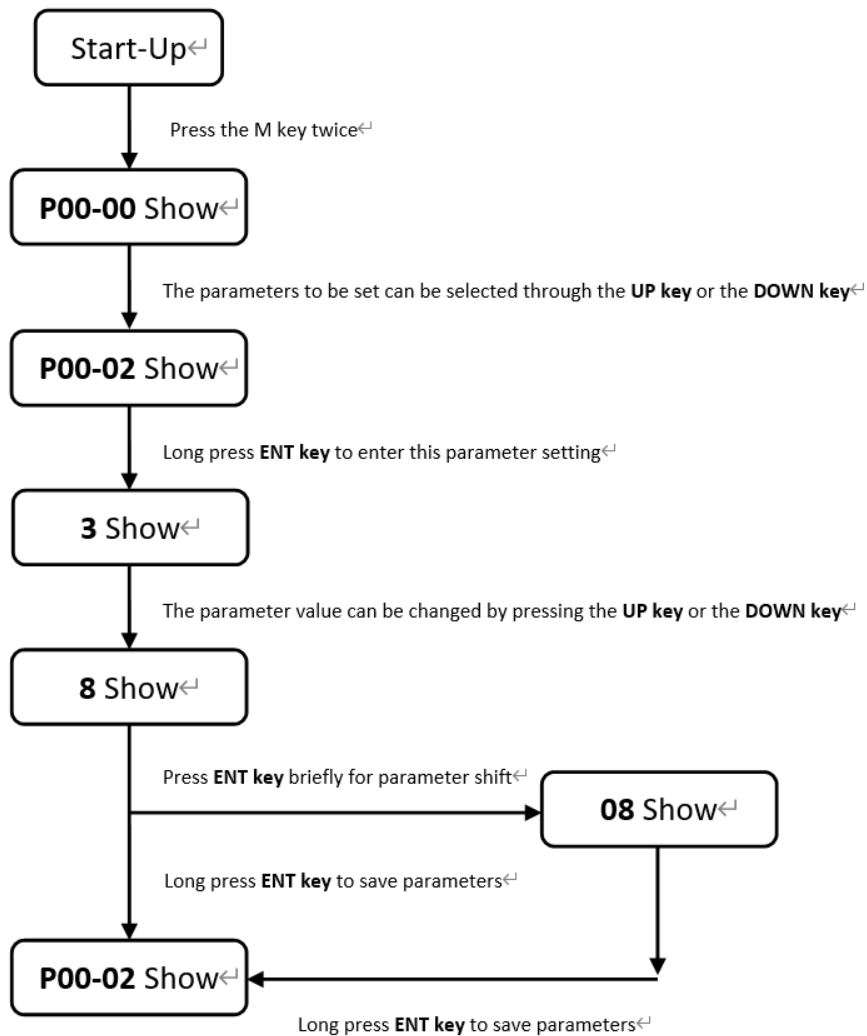 Start-Up↵
Press the M key twice↵
P00-00 Show↵
The parameters to be set can be selected through the UP key or the DOWN key↵
P00-02 Show↵
Long press ENT key to enter this parameter setting↵
3 Show↵
The parameter value can be changed by pressing the UP key or the DOWN key↵
8 Show↵
Press ENT key briefly for parameter shift↵
08 Show↵
Long press ENT key to save parameters↵
P00-02 Show↵
Long press ENT key to save parameters↵